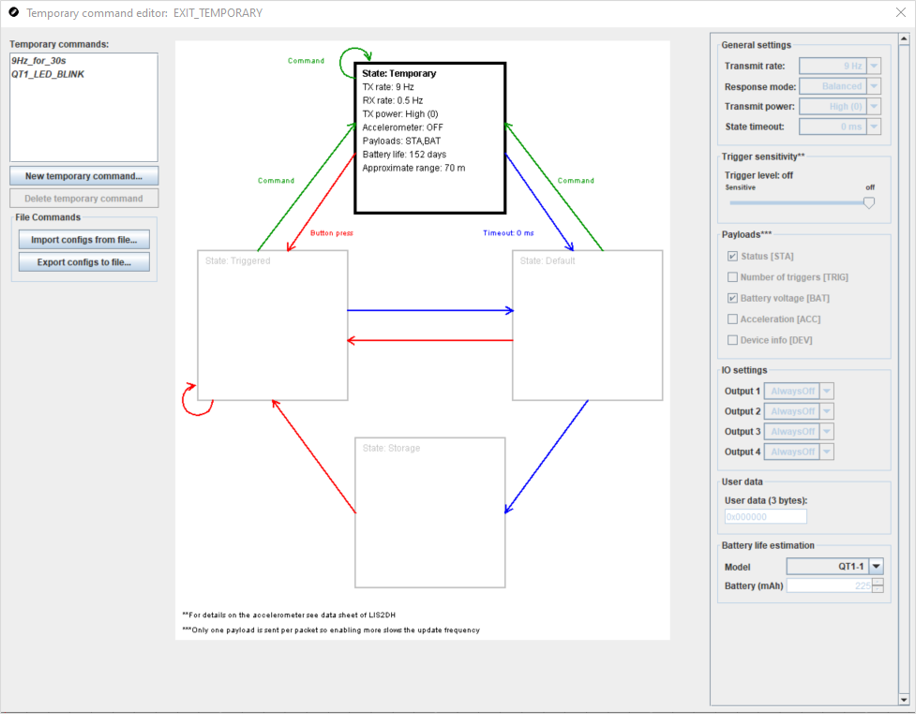 Temporary command editor: EXIT_TEMPORARY
Temporary commands:
9Hz_for_30s
QT1_LED_BLINK
New temporary command...
Delete temporary command
File Commands
Import configs from file...
Export configs to file...
Command
State: Temporary
TX rate: 9 Hz
RX rate: 0.5 Hz
TX power: High (0)
Accelerometer: OFF
Payloads: STA,BAT
Battery life: 152 days
Approximate range: 70 m
Command
Command
Button press
Timeout: 0 ms
State: Triggered
State: Default
State: Storage
**For details on the accelerometer see data sheet of LIS2DH
***Only one payload is sent per packet so enabling more slows the update frequency
General settings
Transmit rate: 9 Hz
Response mode: Balanced
Transmit power: High (0)
State timeout: 0 ms
Trigger sensitivity**
Trigger level: off
Sensitive off
Payloads***
Status [STA]
Number of triggers [TRIG]
Battery voltage [BAT]
Acceleration [ACC]
Device info [DEV]
IO settings
Output 1 AlwaysOff
Output 2 AlwaysOff
Output 3 AlwaysOff
Output 4 AlwaysOff
User data
User data (3 bytes):
0x000000
Battery life estimation
Model QT1-1
Battery (mAh) 225